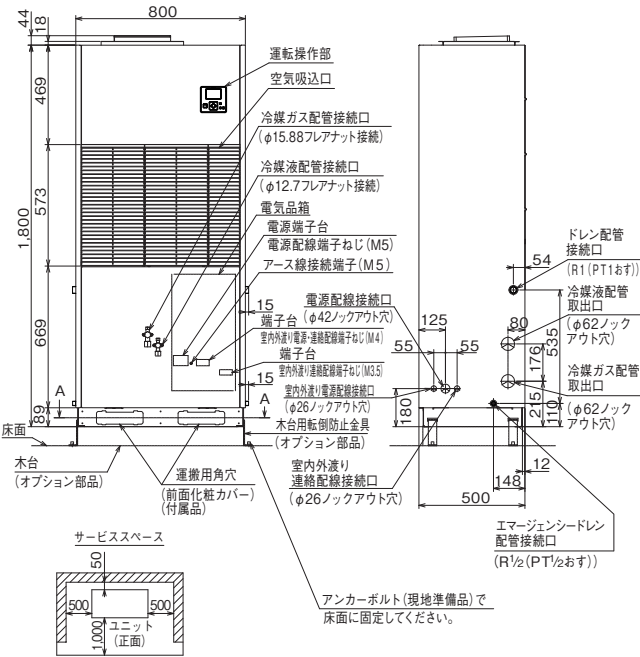 800
44
18
469
573
1,800
669
89
運転操作部
空気吸込口
冷媒ガス配管接続口
(φ15.88フレアナット接続)
冷媒液配管接続口
(φ12.7フレアナット接続)
電気品箱
電源端子台
電源配線端子ねじ(M5)
アース線接続端子(M5)
15
端子台
室内外渡り電源・連絡配線端子ねじ(M4)
端子台
室内外渡り連絡配線端子ねじ(M3.5)
15
室内外渡り電源配線接続口
(φ26ノックアウト穴)
木台用転倒防止金具
(オプション部品)
A
A
床面
木台
(オプション部品)
運搬用角穴
(前面化粧カバー)
(付属品)
電源配線接続口
(φ42ノックアウト穴)
125
55
55
180
室内外渡り
連絡配線接続口
(φ26ノックアウト穴)
54
80
535
176
215
110
12
148
500
ドレン配管
接続口
(R1(PT1おす))
冷媒液配管
取出口
(φ62ノック
アウト穴)
冷媒ガス配管
取出口
(φ62ノック
アウト穴)
エマージェンシードレン
配管接続口
(R½(PT½おす))
アンカーボルト(現地準備品)で
床面に固定してください。
サービススペース
50
500
500
1,000
ユニット
(正面)